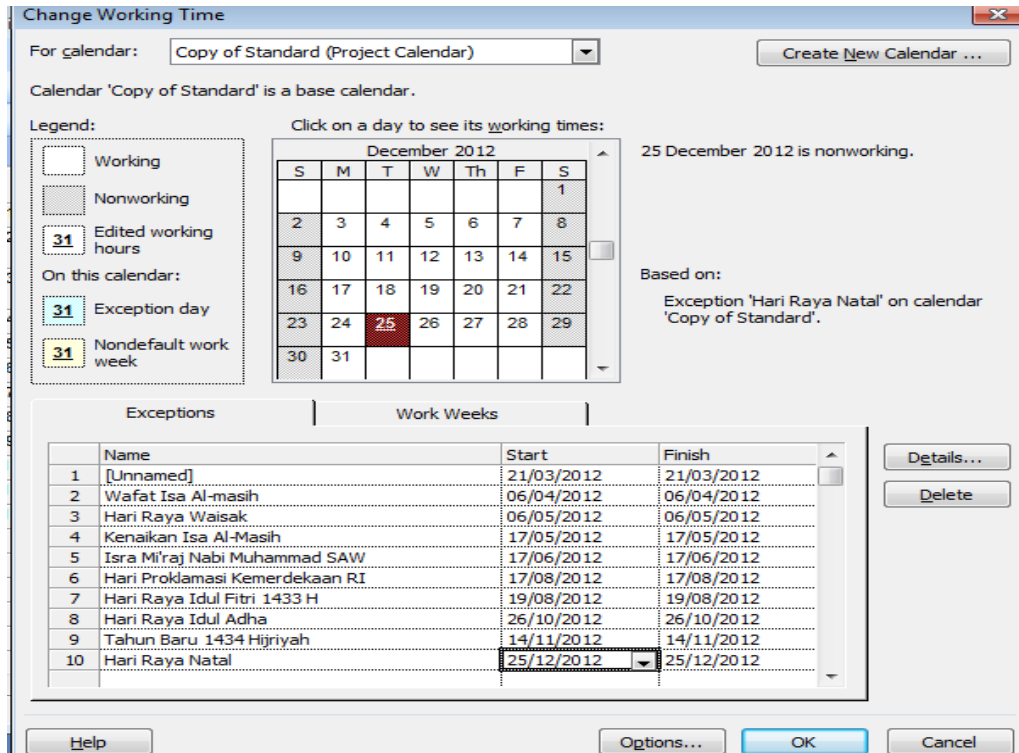 Change Working Time
For calendar: Copy of Standard (Project Calendar) Create New Calendar ...
Calendar 'Copy of Standard' is a base calendar.
Legend:
Working
Nonworking
31 Edited working hours
On this calendar:
31 Exception day
31 Nondefault work week
Click on a day to see its working times:
December 2012
S M T W Th F S
1
2 3 4 5 6 7 8
9 10 11 12 13 14 15
16 17 18 19 20 21 22
23 24 25 26 27 28 29
30 31
25 December 2012 is nonworking.
Based on:
Exception 'Hari Raya Natal' on calendar
'Copy of Standard'.
Exceptions Work Weeks
Name Start Finish
1 [Unnamed] 21/03/2012 21/03/2012
2 Wafat Isa Al-masih 06/04/2012 06/04/2012
3 Hari Raya Waisak 06/05/2012 06/05/2012
4 Kenaikan Isa Al-Masih 17/05/2012 17/05/2012
5 Isra Mi'raj Nabi Muhammad SAW 17/06/2012 17/06/2012
6 Hari Proklamasi Kemerdekaan RI 17/08/2012 17/08/2012
7 Hari Raya Idul Fitri 1433 H 19/08/2012 19/08/2012
8 Hari Raya Idul Adha 26/10/2012 26/10/2012
9 Tahun Baru 1434 Hijriyah 14/11/2012 14/11/2012
10 Hari Raya Natal 25/12/2012 25/12/2012
Details...
Delete
Help Options... OK Cancel